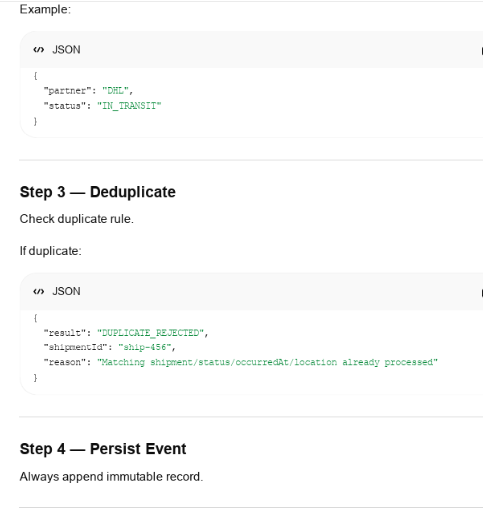 Example:
JSON
{
"partner": "DHL",
"status": "IN_TRANSIT"
}
Step 3 — Deduplicate
Check duplicate rule.
If duplicate:
JSON
{
"result": "DUPLICATE_REJECTED",
"shipmentId": "ship-456",
"reason": "Matching shipment/status/occurredAt/location already processed"
}
Step 4 — Persist Event
Always append immutable record.